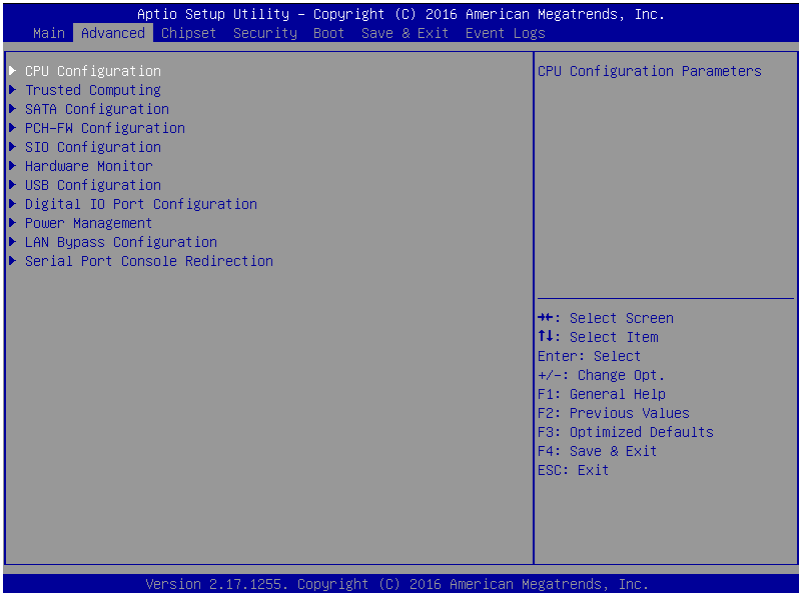 Aptio Setup Utility – Copyright (C) 2016 American Megatrends, Inc.
Main Advanced Chipset Security Boot Save & Exit Event Logs
CPU Configuration
Trusted Computing
SATA Configuration
PCH-FW Configuration
SIO Configuration
Hardware Monitor
USB Configuration
Digital IO Port Configuration
Power Management
LAN Bypass Configuration
Serial Port Console Redirection
CPU Configuration Parameters
→←: Select Screen
↑↓: Select Item
Enter: Select
+/-: Change Opt.
F1: General Help
F2: Previous Values
F3: Optimized Defaults
F4: Save & Exit
ESC: Exit
Version 2.17.1255. Copyright (C) 2016 American Megatrends, Inc.